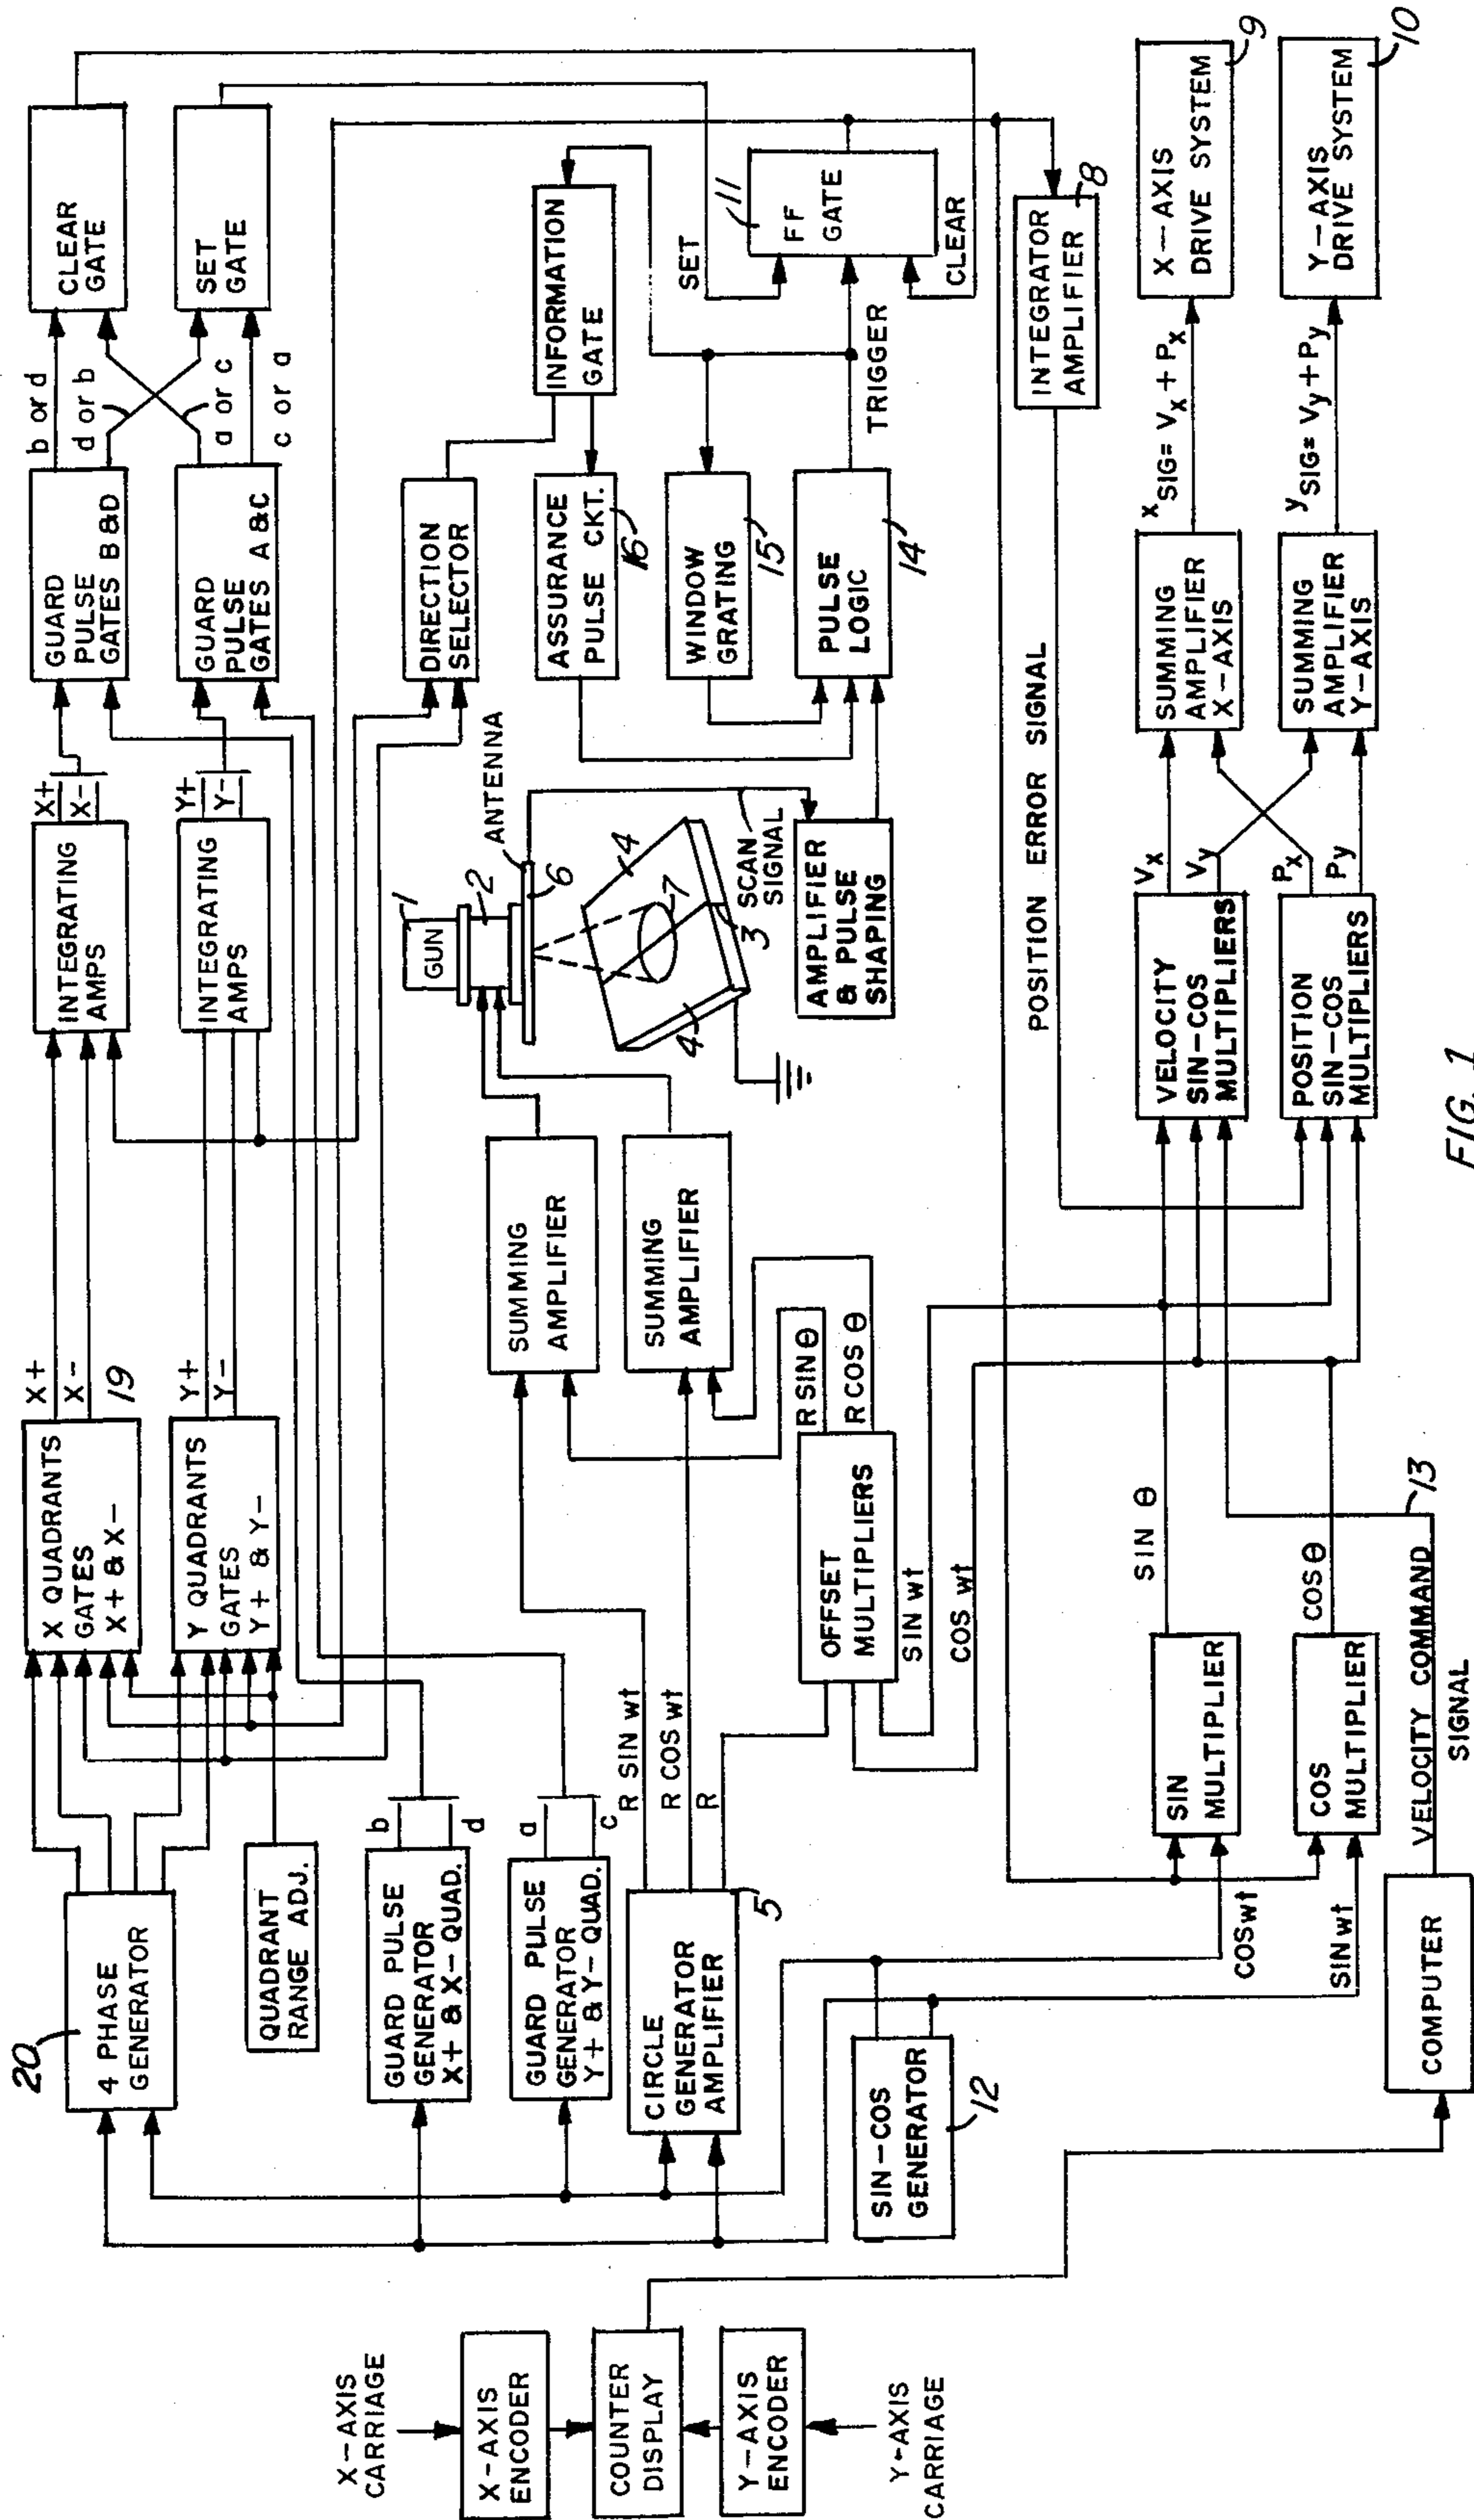 X-AXIS
CARRIAGE
X-AXIS
ENCODER
COUNTER
DISPLAY
Y-AXIS
ENCODER
Y-AXIS
CARRIAGE
20
4 PHASE
GENERATOR
QUADRANT
RANGE ADJ.
GUARD PULSE
GENERATOR
X+ & X- QUAD.
b
d
GUARD PULSE
GENERATOR
Y+ & Y- QUAD.
a
c
CIRCLE
GENERATOR
AMPLIFIER
5
R SIN wt
R COS wt
R
SIN-COS
GENERATOR
12
COS wt
SIN wt
COMPUTER
X QUADRANTS
GATES
X+ & X-
X+
X-
19
Y QUADRANTS
GATES
Y+ & Y-
Y+
Y-
OFFSET
MULTIPLIERS
R SIN θ
R COS θ
SIN wt
COS wt
SIN
MULTIPLIER
SIN θ
COS
MULTIPLIER
COS θ
VELOCITY COMMAND
SIGNAL
13
SUMMING
AMPLIFIER
SUMMING
AMPLIFIER
INTEGRATING
AMPS
X+
X-
INTEGRATING
AMPS
Y+
Y-
GUN
1
2
ANTENNA
6
4
7
3
4
SCAN
SIGNAL
AMPLIFIER
& PULSE
SHAPING
POSITION ERROR SIGNAL
VELOCITY
SIN-COS
MULTIPLIERS
Vx
Vy
POSITION
SIN-COS
MULTIPLIERS
Px
Py
GUARD
PULSE
GATES B&D
b or d
d or b
GUARD
PULSE
GATES A&C
a or c
c or a
DIRECTION
SELECTOR
ASSURANCE
PULSE CKT.
16
WINDOW
GRATING
15
PULSE
LOGIC
14
TRIGGER
SUMMING
AMPLIFIER
X-AXIS
XSIG= Vx + Px
SUMMING
AMPLIFIER
Y-AXIS
ySIG= Vy + Py
CLEAR
GATE
SET
GATE
INFORMATION
GATE
SET
11
FF
GATE
CLEAR
INTEGRATOR
AMPLIFIER
8
X-AXIS
DRIVE SYSTEM
9
Y-AXIS
DRIVE SYSTEM
10
FIG. 1